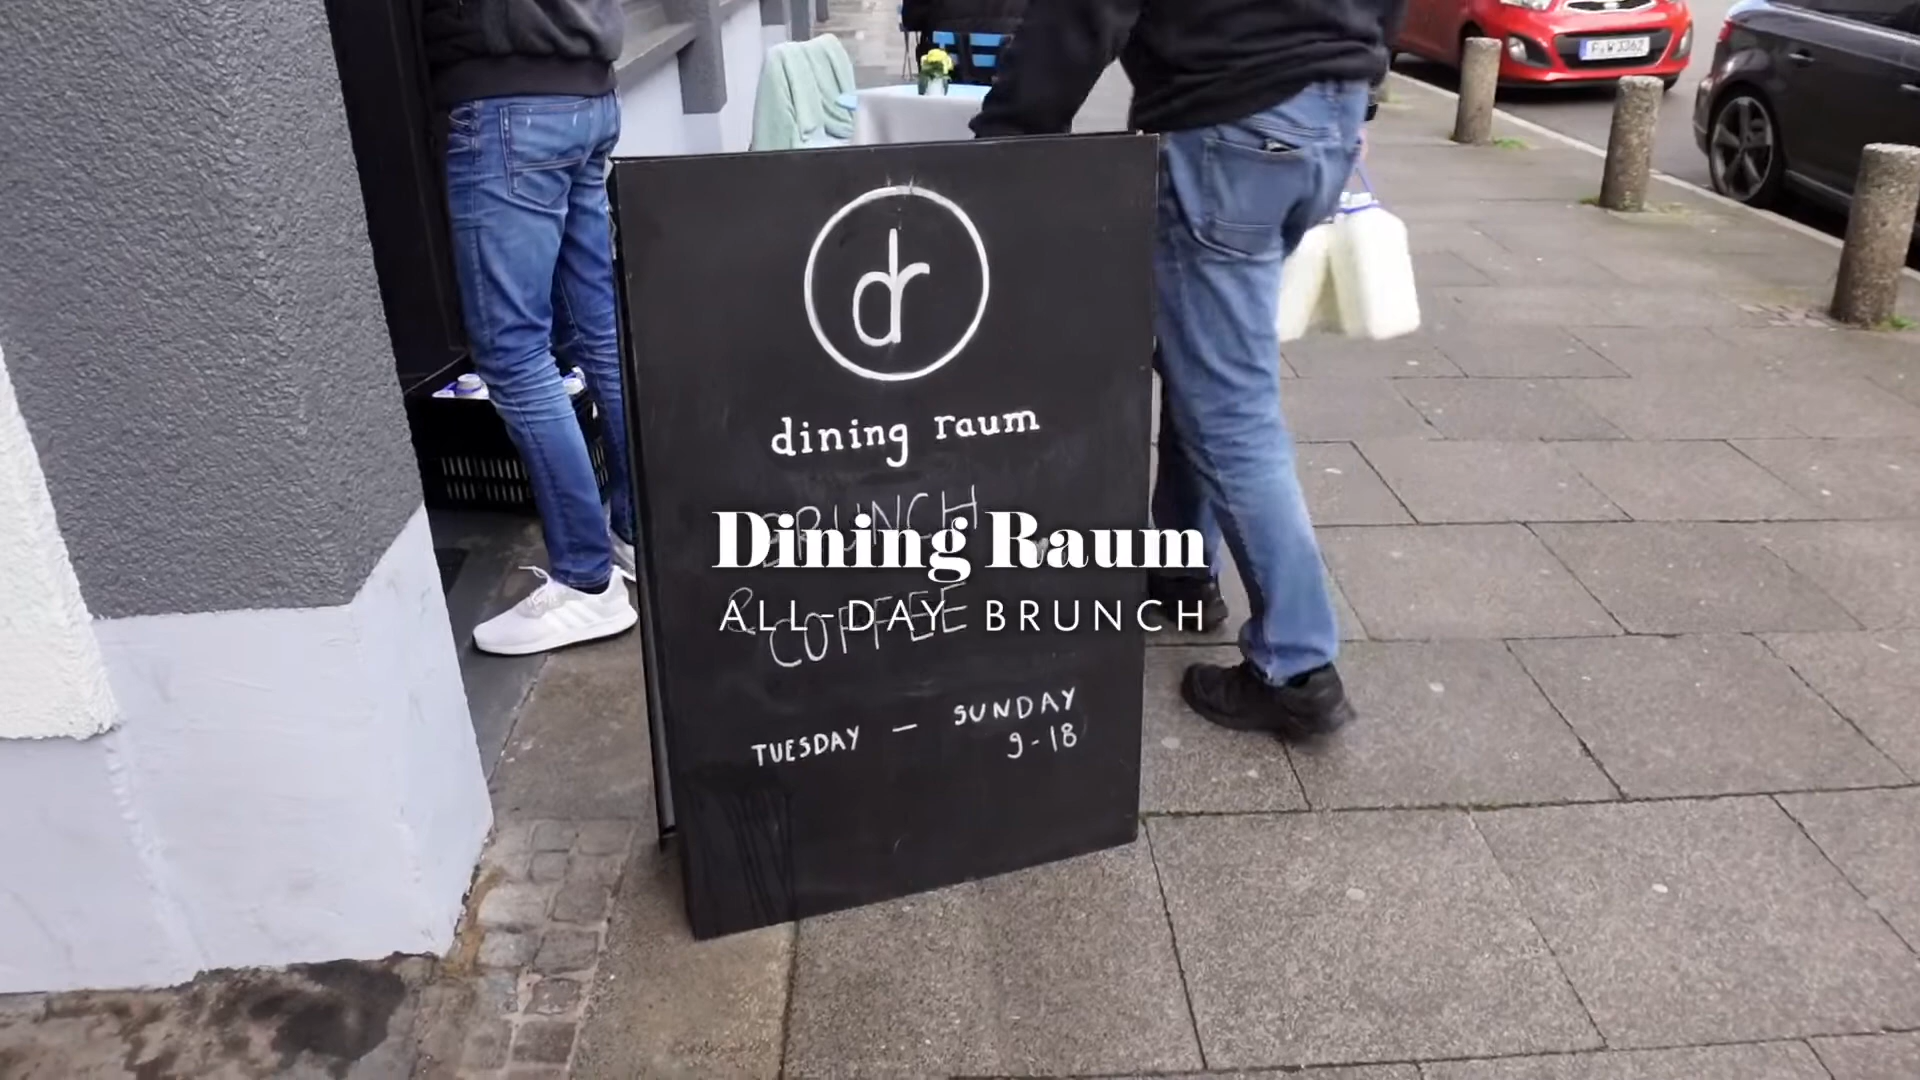 dr
dining raum
BRUNCH
Dining Raum
& COFFEE
ALL-DAY BRUNCH
TUESDAY — SUNDAY
9-18